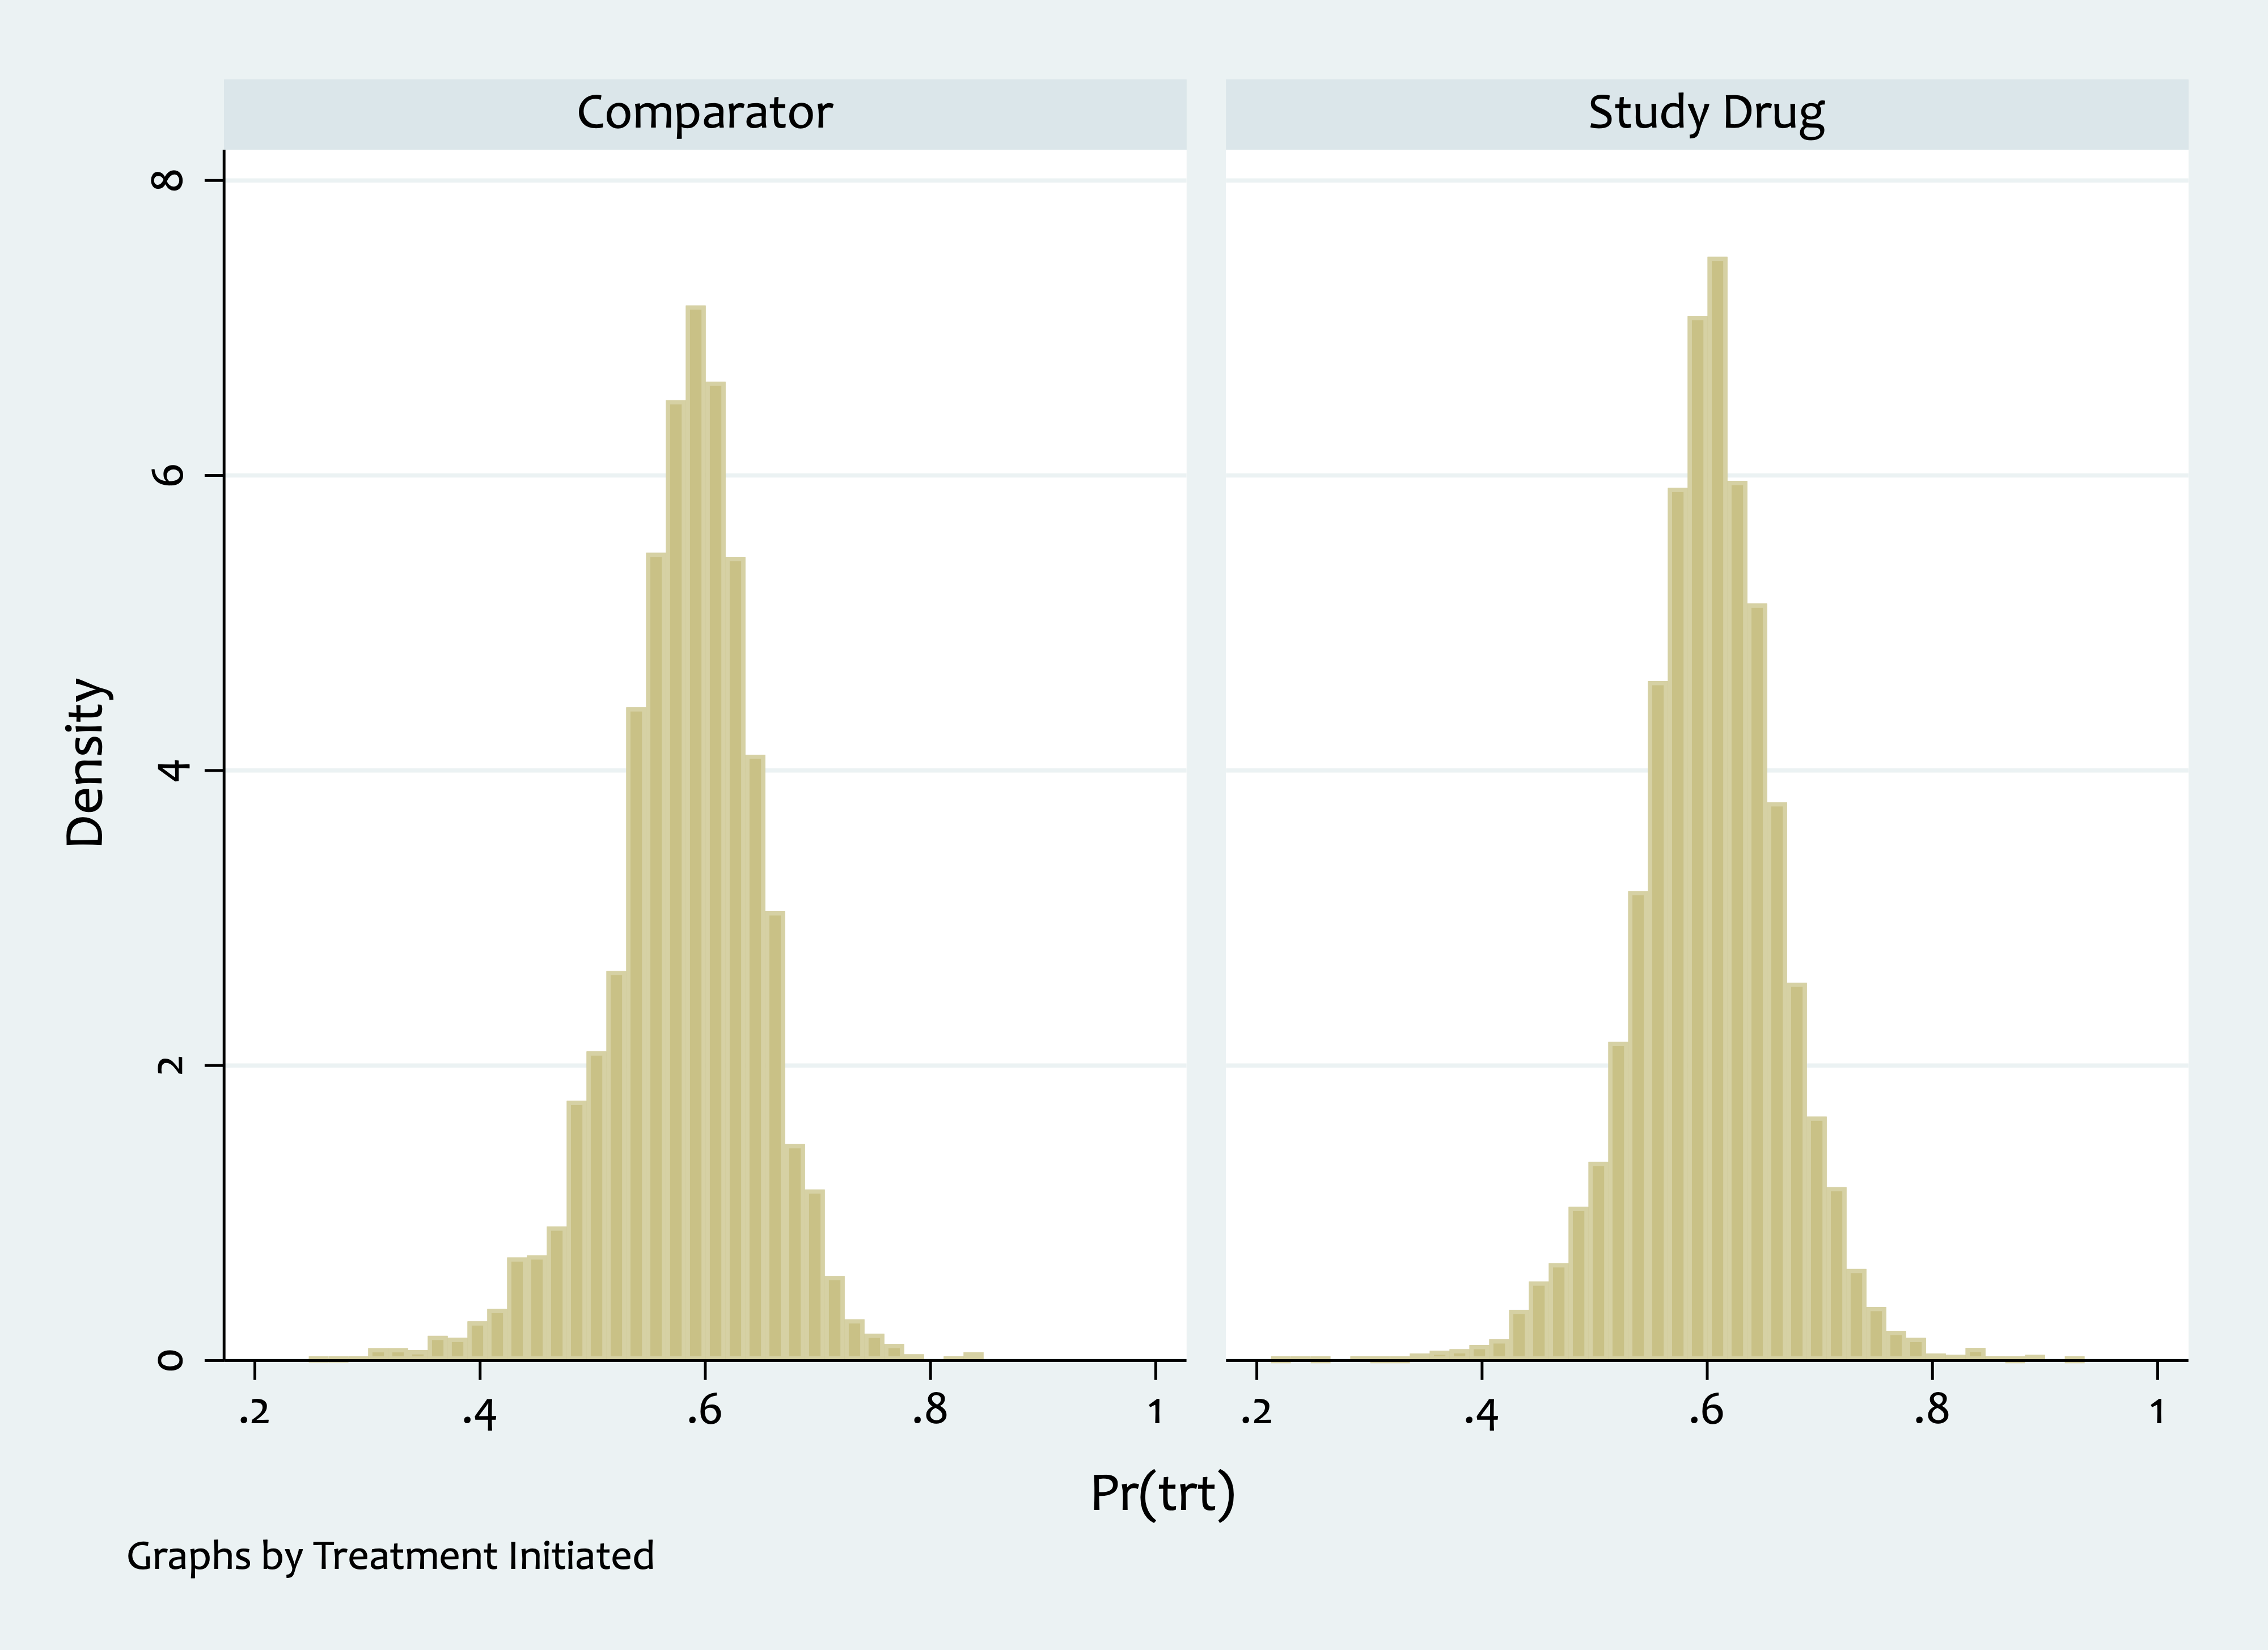 Comparator
Study Drug
Density
8
6
4
2
0
.2 .4 .6 .8 1
.2 .4 .6 .8 1
Pr(trt)
Graphs by Treatment Initiated